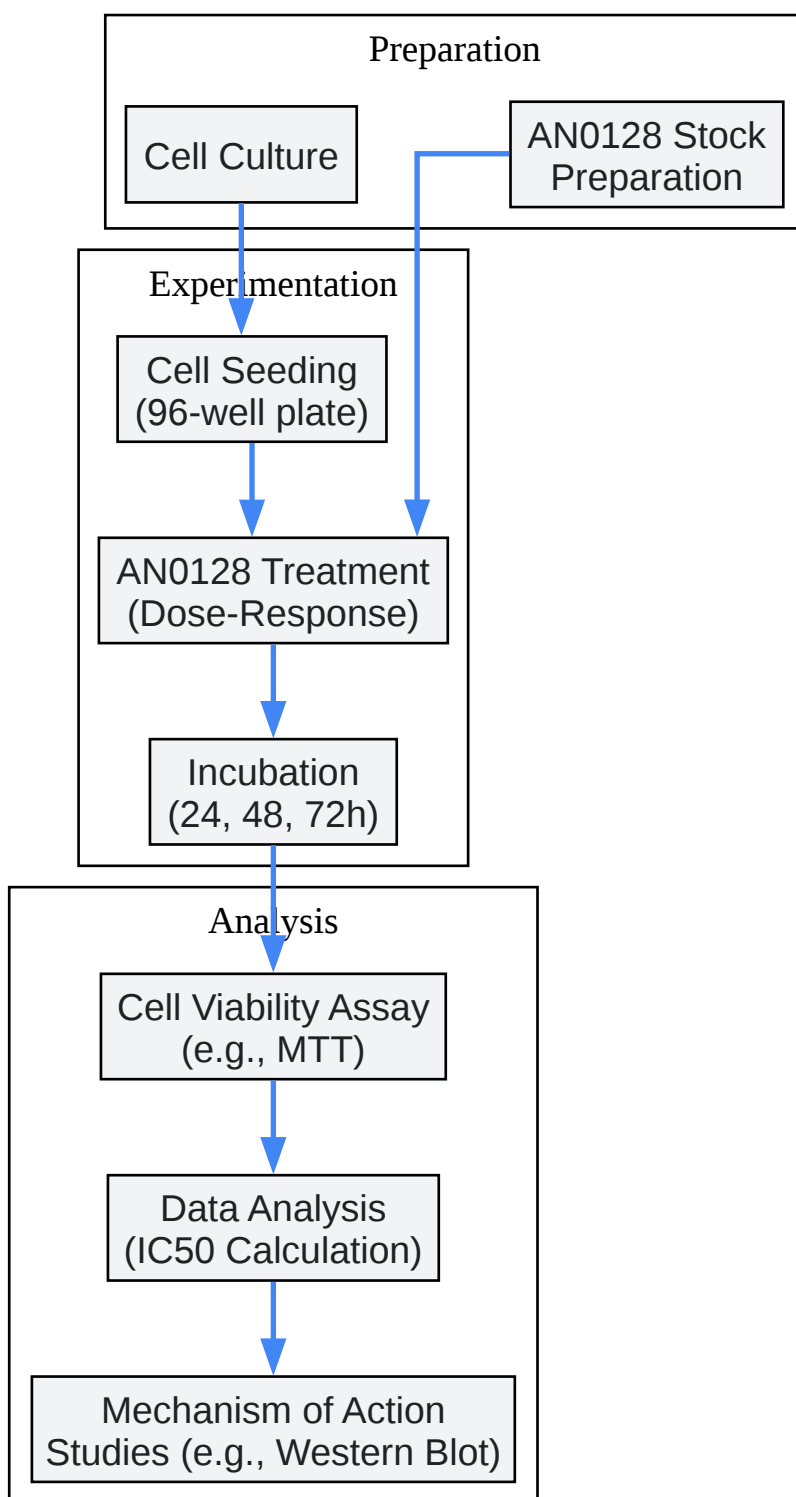 Preparation
Cell Culture
AN0128 Stock
Preparation
Experimentation
Cell Seeding
(96-well plate)
AN0128 Treatment
(Dose-Response)
Incubation
(24, 48, 72h)
Analysis
Cell Viability Assay
(e.g., MTT)
Data Analysis
(IC50 Calculation)
Mechanism of Action
Studies (e.g., Western Blot)